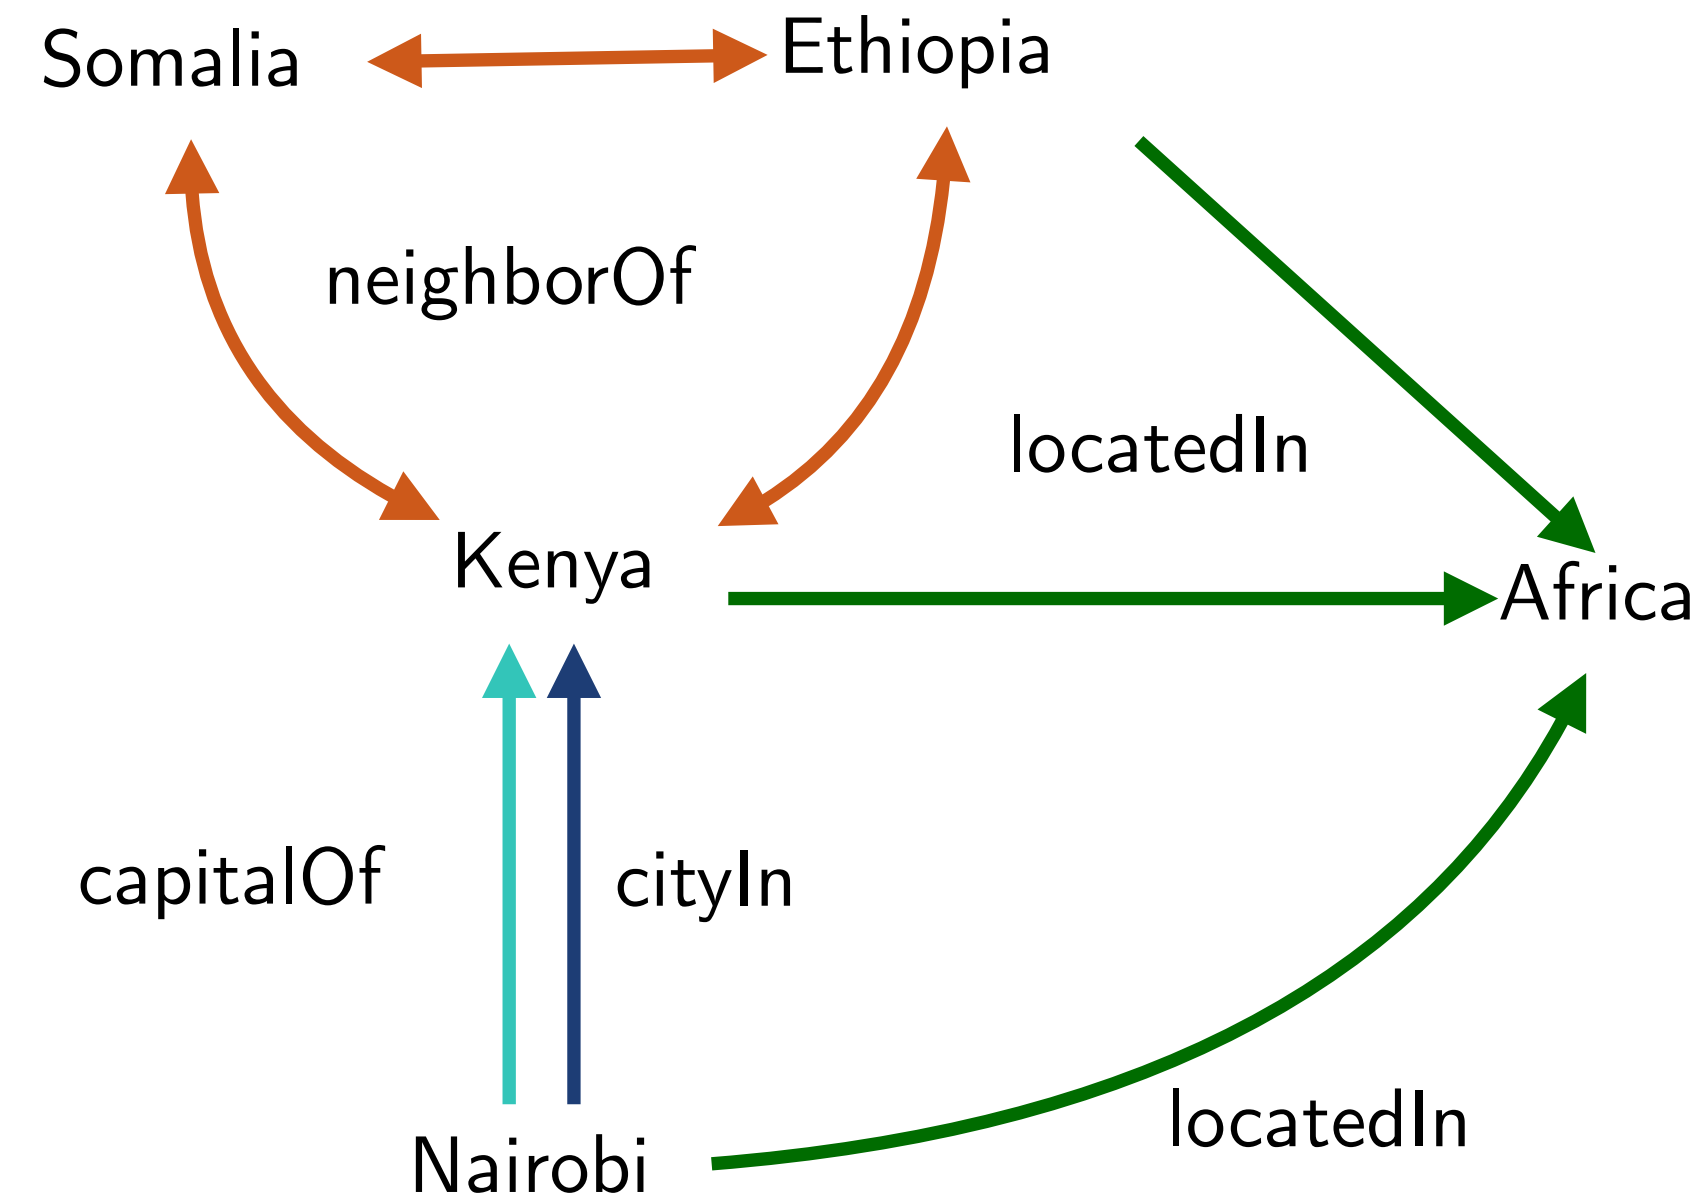 Somalia
Ethiopia
neighborOf
locatedIn
Kenya
Africa
capitalOf
cityIn
locatedIn
Nairobi